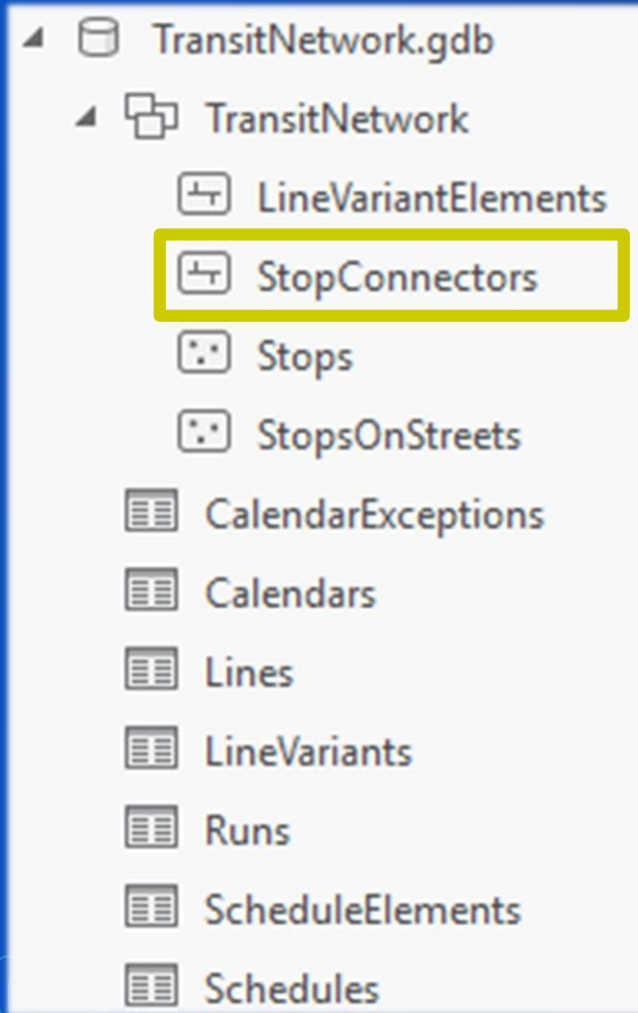 TransitNetwork.gdb
TransitNetwork
LineVariantElements
StopConnectors
Stops
StopsOnStreets
CalendarExceptions
Calendars
Lines
LineVariants
Runs
ScheduleElements
Schedules